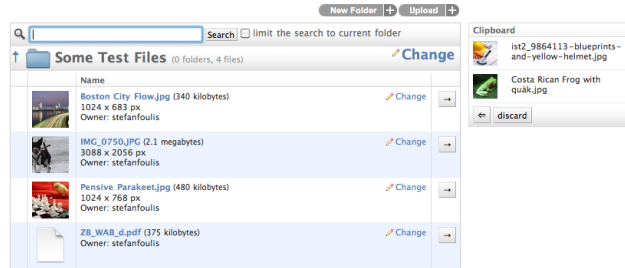 New Folder + Upload +
Search limit the search to current folder
↑ Some Test Files (0 folders, 4 files) Change
Name
Boston City Flow.jpg (340 kilobytes) Change →
1024 x 683 px
Owner: stefanfoulis
IMG_0750.JPG (2.1 megabytes) Change →
3088 x 2056 px
Owner: stefanfoulis
Pensive Parakeet.jpg (480 kilobytes) Change →
1024 x 768 px
Owner: stefanfoulis
ZB_WAB_d.pdf (375 kilobytes) Change →
Owner: stefanfoulis
Clipboard
ist2_9864113-blueprints-
and-yellow-helmet.jpg
Costa Rican Frog with
quàk.jpg
⇐ discard